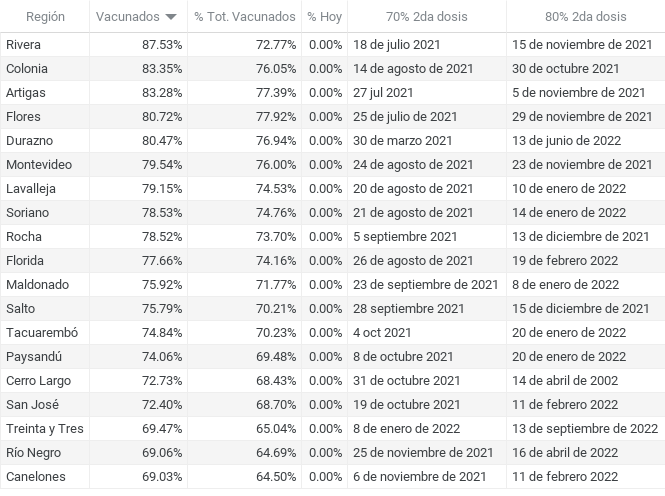 Región Vacunados % Tot. Vacunados % Hoy 70% 2da dosis 80% 2da dosis
Rivera 87.53% 72.77% 0.00% 18 de julio 2021 15 de noviembre de 2021
Colonia 83.35% 76.05% 0.00% 14 de agosto de 2021 30 de octubre 2021
Artigas 83.28% 77.39% 0.00% 27 jul 2021 5 de noviembre de 2021
Flores 80.72% 77.92% 0.00% 25 de julio de 2021 29 de noviembre de 2021
Durazno 80.47% 76.94% 0.00% 30 de marzo 2021 13 de junio de 2022
Montevideo 79.54% 76.00% 0.00% 24 de agosto de 2021 23 de noviembre de 2021
Lavalleja 79.15% 74.53% 0.00% 20 de agosto de 2021 10 de enero de 2022
Soriano 78.53% 74.76% 0.00% 21 de agosto de 2021 14 de enero de 2022
Rocha 78.52% 73.70% 0.00% 5 septiembre 2021 13 de diciembre de 2021
Florida 77.66% 74.16% 0.00% 26 de agosto de 2021 19 de febrero 2022
Maldonado 75.92% 71.77% 0.00% 23 de septiembre de 2021 8 de enero de 2022
Salto 75.79% 70.21% 0.00% 28 septiembre 2021 15 de diciembre de 2021
Tacuarembó 74.84% 70.23% 0.00% 4 oct 2021 20 de enero de 2022
Paysandú 74.06% 69.48% 0.00% 8 de octubre 2021 20 de enero de 2022
Cerro Largo 72.73% 68.43% 0.00% 31 de octubre 2021 14 de abril de 2002
San José 72.40% 68.70% 0.00% 19 de octubre 2021 11 de febrero 2022
Treinta y Tres 69.47% 65.04% 0.00% 8 de enero de 2022 13 de septiembre de 2022
Río Negro 69.06% 64.69% 0.00% 25 de noviembre de 2021 16 de abril de 2022
Canelones 69.03% 64.50% 0.00% 6 de noviembre de 2021 11 de febrero de 2022